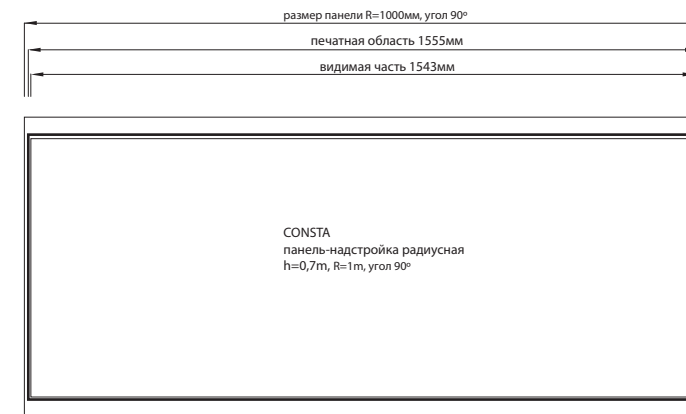 размер панели R=1000мм, угол 90º
печатная область 1555мм
видимая часть 1543мм
CONSTA
панель-надстройка радиусная
h=0,7m, R=1m, угол 90º